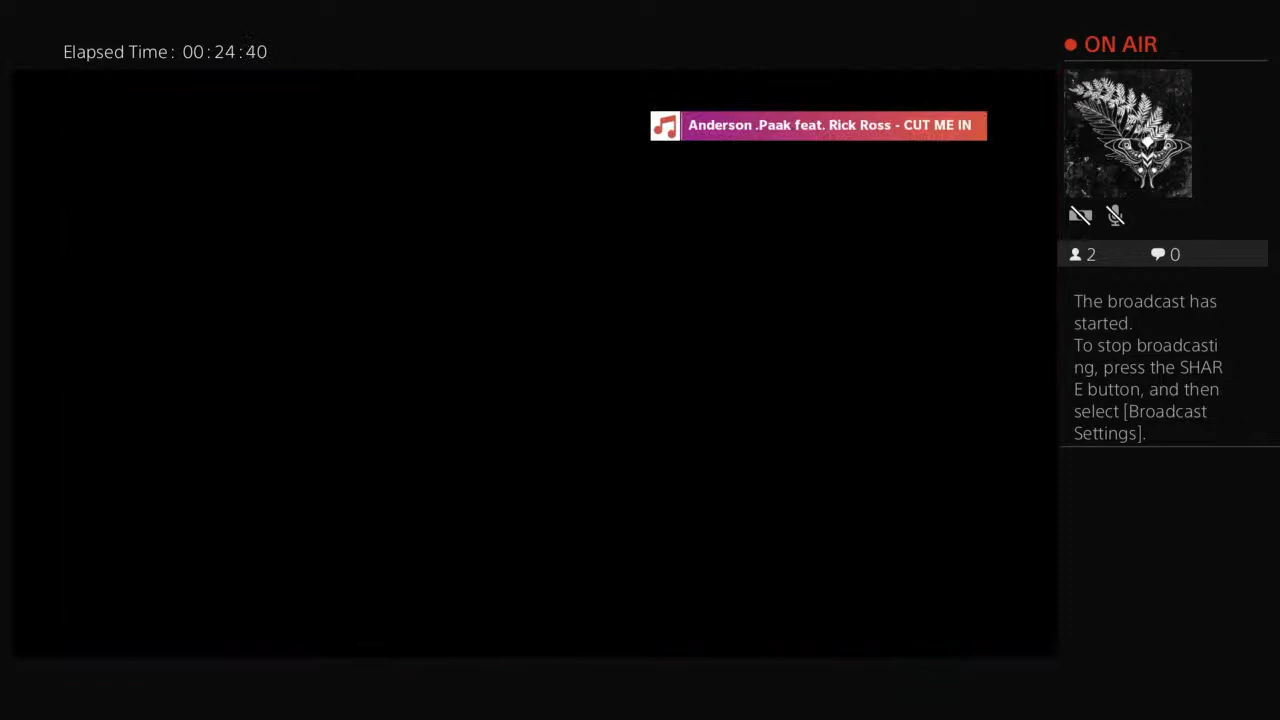 Elapsed Time: 00:24:40
ON AIR
Anderson .Paak feat. Rick Ross - CUT ME IN
2 0
The broadcast has
started.
To stop broadcasti
ng, press the SHAR
E button, and then
select [Broadcast
Settings].